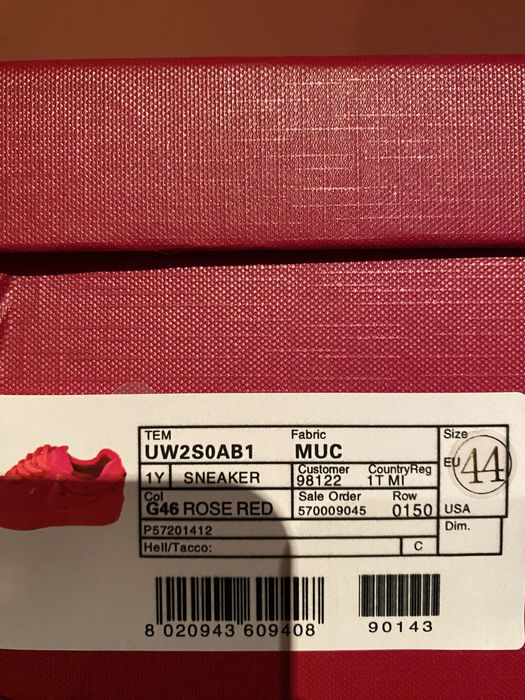 TEM Fabric Size
UW2S0AB1 MUC
EU 44
1Y SNEAKER Customer CountryReg
98122 1T MI
Col Sale Order Row
G46 ROSE RED 570009045 0150 USA
P57201412 Dim.
Hell/Tacco: C
8 020943 609408
90143